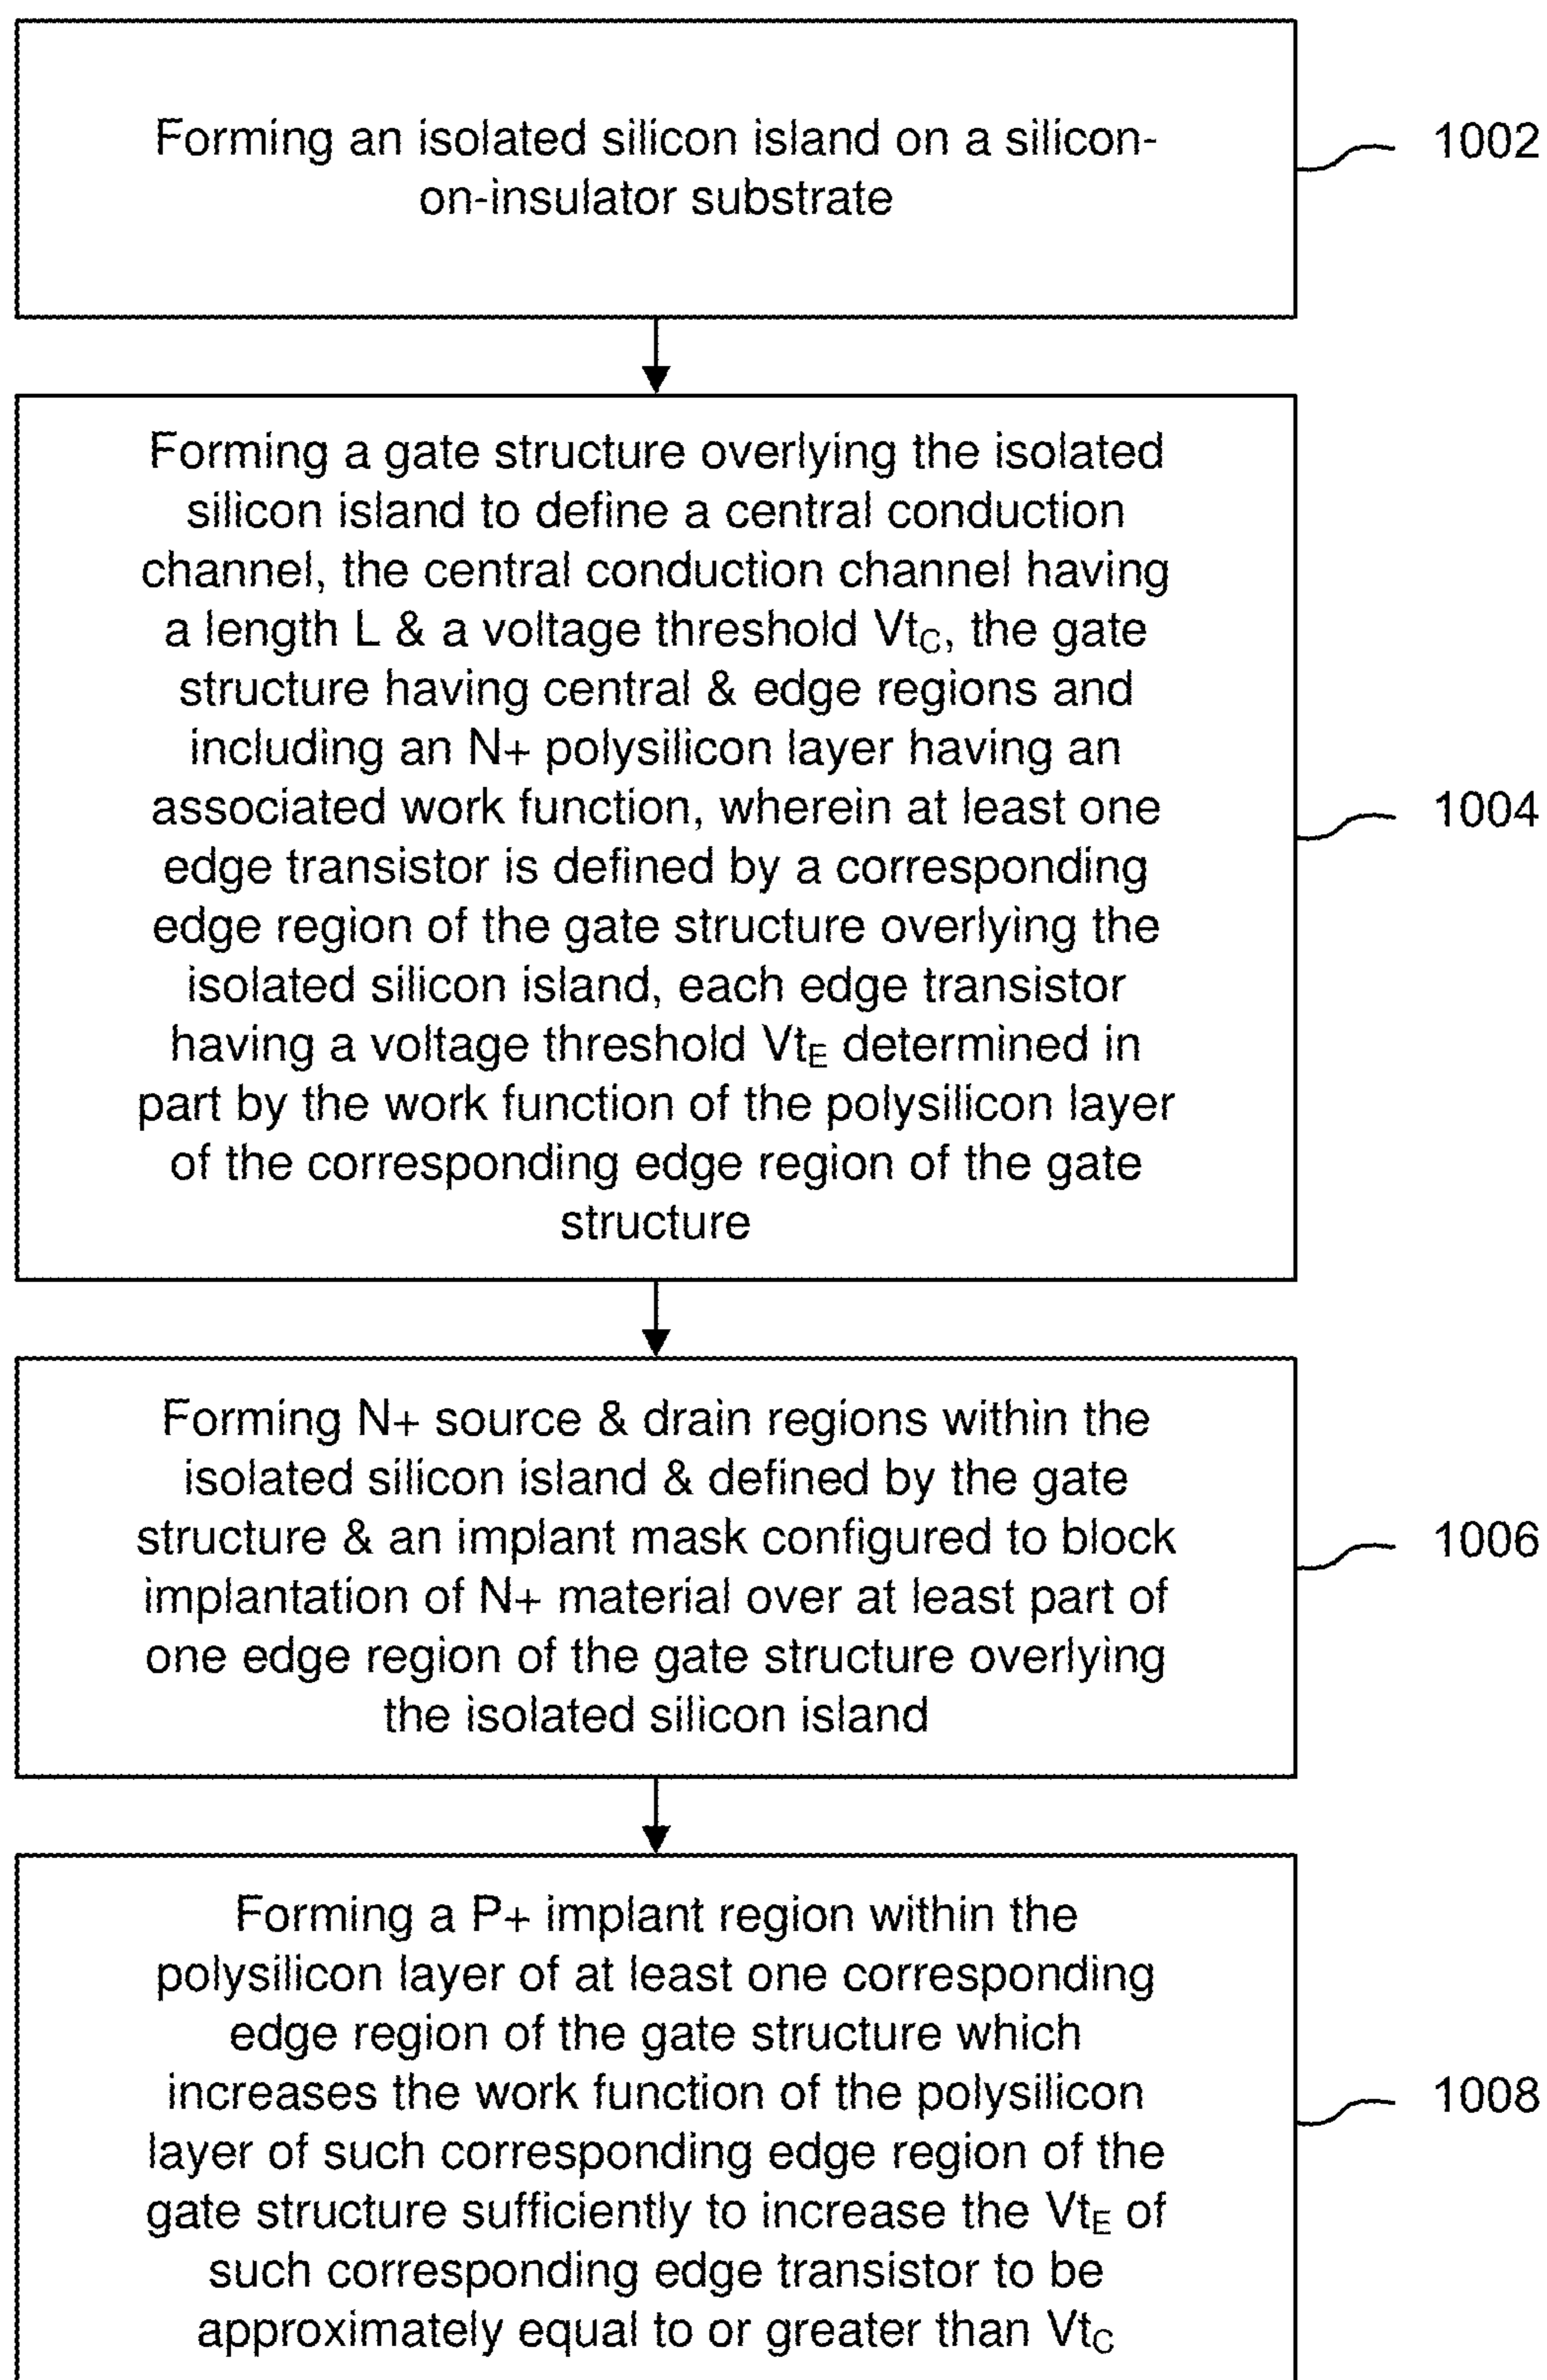 Forming an isolated silicon island on a silicon-
on-insulator substrate
1002
Forming a gate structure overlying the isolated
silicon island to define a central conduction
channel, the central conduction channel having
a length L & a voltage threshold Vt_C, the gate
structure having central & edge regions and
including an N+ polysilicon layer having an
associated work function, wherein at least one
edge transistor is defined by a corresponding
edge region of the gate structure overlying the
isolated silicon island, each edge transistor
having a voltage threshold Vt_E determined in
part by the work function of the polysilicon layer
of the corresponding edge region of the gate
structure
1004
Forming N+ source & drain regions within the
isolated silicon island & defined by the gate
structure & an implant mask configured to block
implantation of N+ material over at least part of
one edge region of the gate structure overlying
the isolated silicon island
1006
Forming a P+ implant region within the
polysilicon layer of at least one corresponding
edge region of the gate structure which
increases the work function of the polysilicon
layer of such corresponding edge region of the
gate structure sufficiently to increase the Vt_E of
such corresponding edge transistor to be
approximately equal to or greater than Vt_C
1008